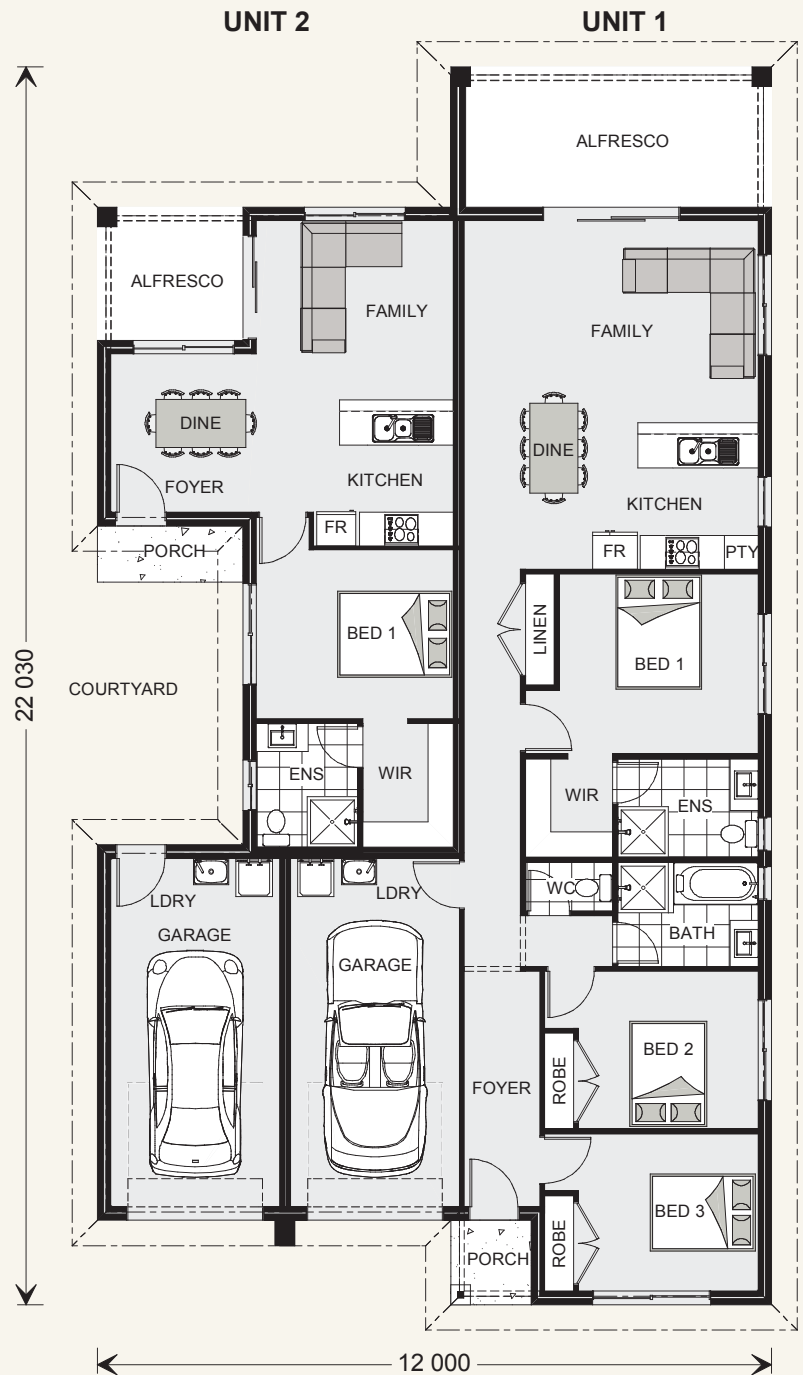 UNIT 2
UNIT 1
ALFRESCO
ALFRESCO
FAMILY
FAMILY
DINE
DINE
FOYER
KITCHEN
KITCHEN
FR
PORCH
FR
PTY
LINEN
BED 1
BED 1
COURTYARD
22 030
ENS
WIR
WIR
ENS
WC
LDRY
LDRY
BATH
GARAGE
GARAGE
BED 2
ROBE
FOYER
BED 3
ROBE
PORCH
12 000